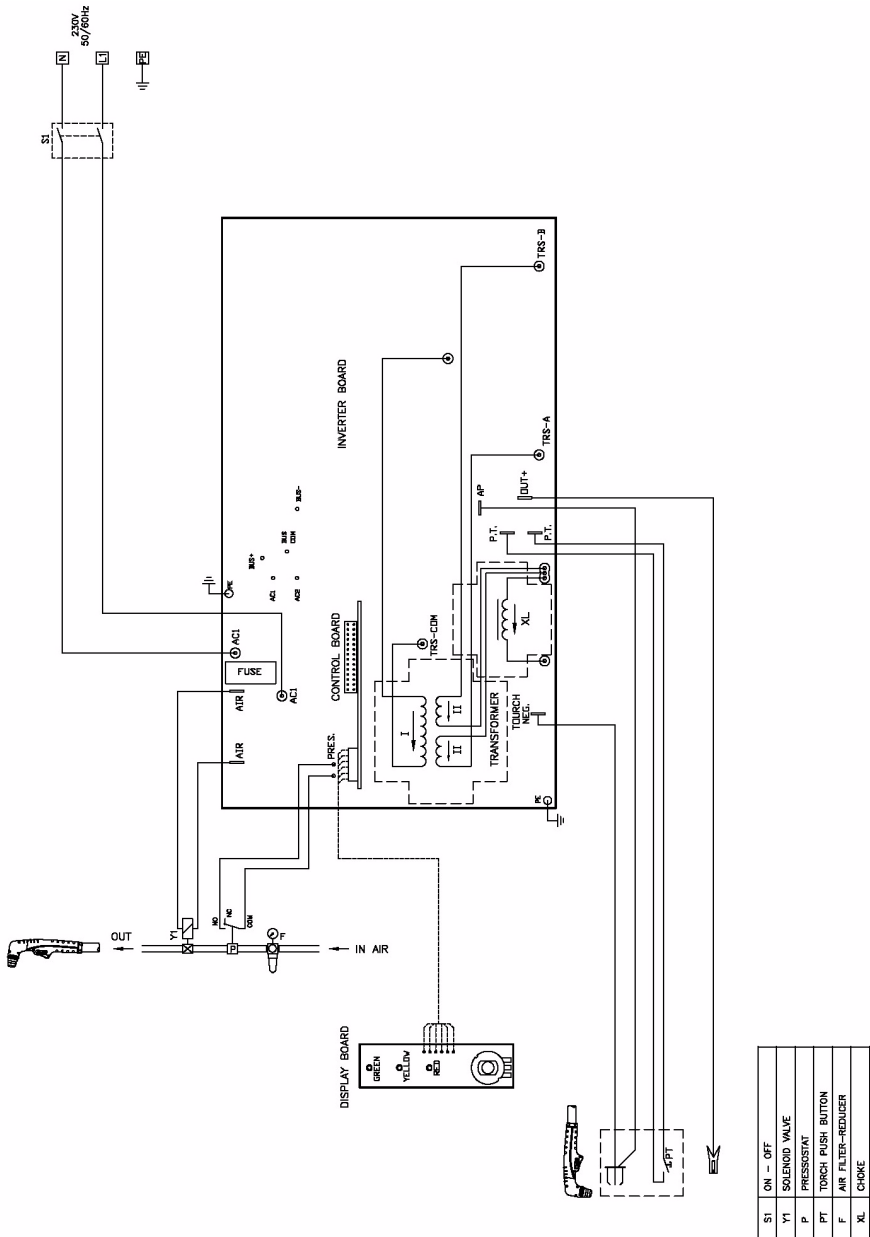 230V
50/60Hz
N
L1
PE
S1
INVERTER BOARD
TRS-B
TRS-A
BUS+
BUS
COM
BUS-
AC1
AC2
PE
AC1
FUSE
AC1
AIR
AIR
CONTROL BOARD
PRES.
TRS-COM
I
II
II
TRANSFORMER
XL
AP
OUT+
P.T.
P.T.
TOURCH
NEG.
PE
OUT
Y1
NO
NC
COM
P
F
IN AIR
DISPLAY BOARD
GREEN
YELLOW
RED
PT
S1 ON - OFF
Y1 SOLENOID VALVE
P PRESSOSTAT
PT TORCH PUSH BUTTON
F AIR FILTER-REDUCER
XL CHOKE